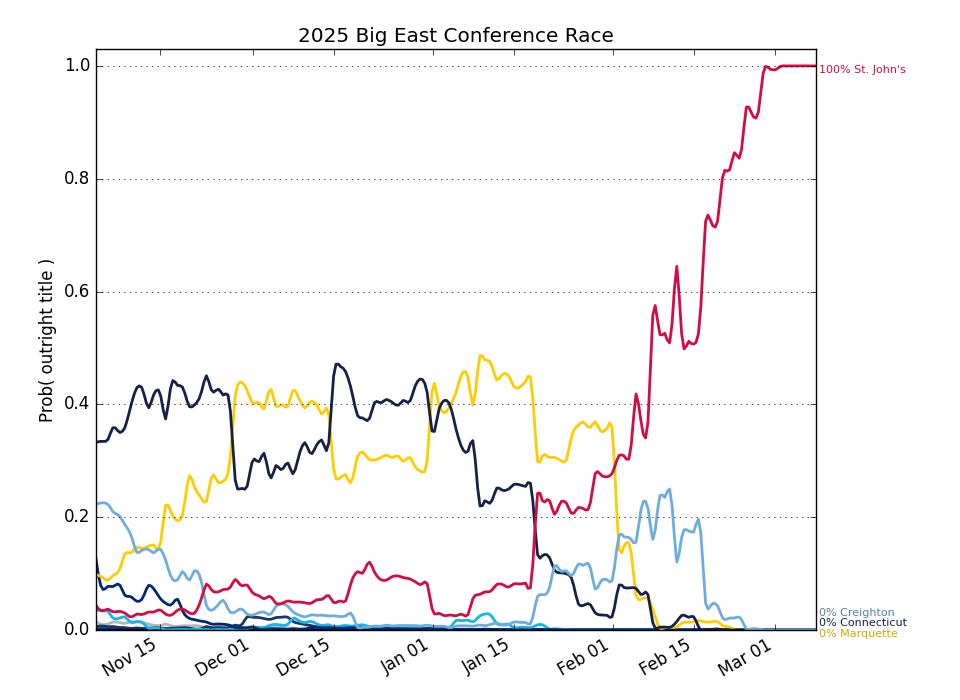 2025 Big East Conference Race
Prob( outright title )
1.0
0.8
0.6
0.4
0.2
0.0
Nov 15
Dec 01
Dec 15
Jan 01
Jan 15
Feb 01
Feb 15
Mar 01
100% St. John's
0% Creighton
0% Connecticut
0% Marquette